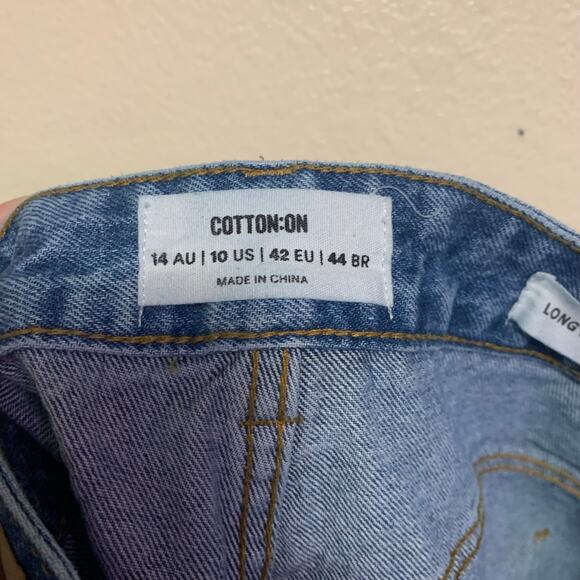 COTTON:ON
14 AU | 10 US | 42 EU | 44 BR
MADE IN CHINA
LONG